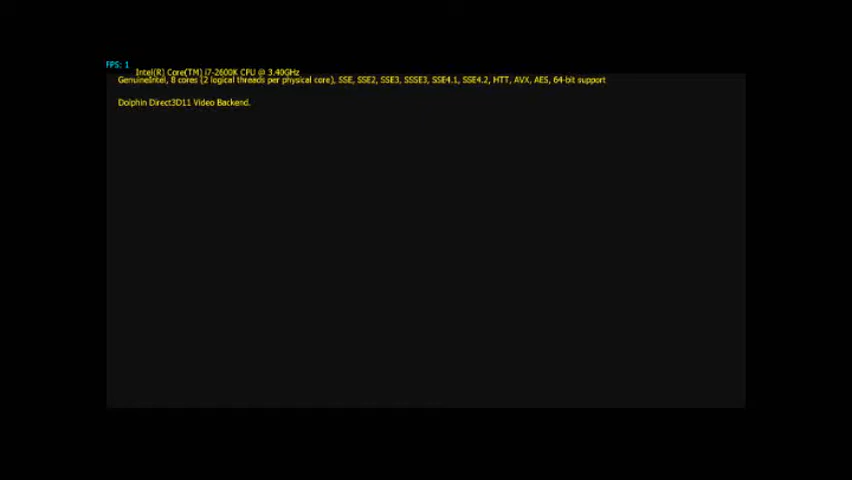 FPS: 1
Intel(R) Core(TM) i7-2600K CPU @ 3.40GHz
GenuineIntel, 8 cores (2 logical threads per physical core), SSE, SSE2, SSE3, SSSE3, SSE4.1, SSE4.2, HTT, AVX, AES, 64-bit support
Dolphin Direct3D11 Video Backend.